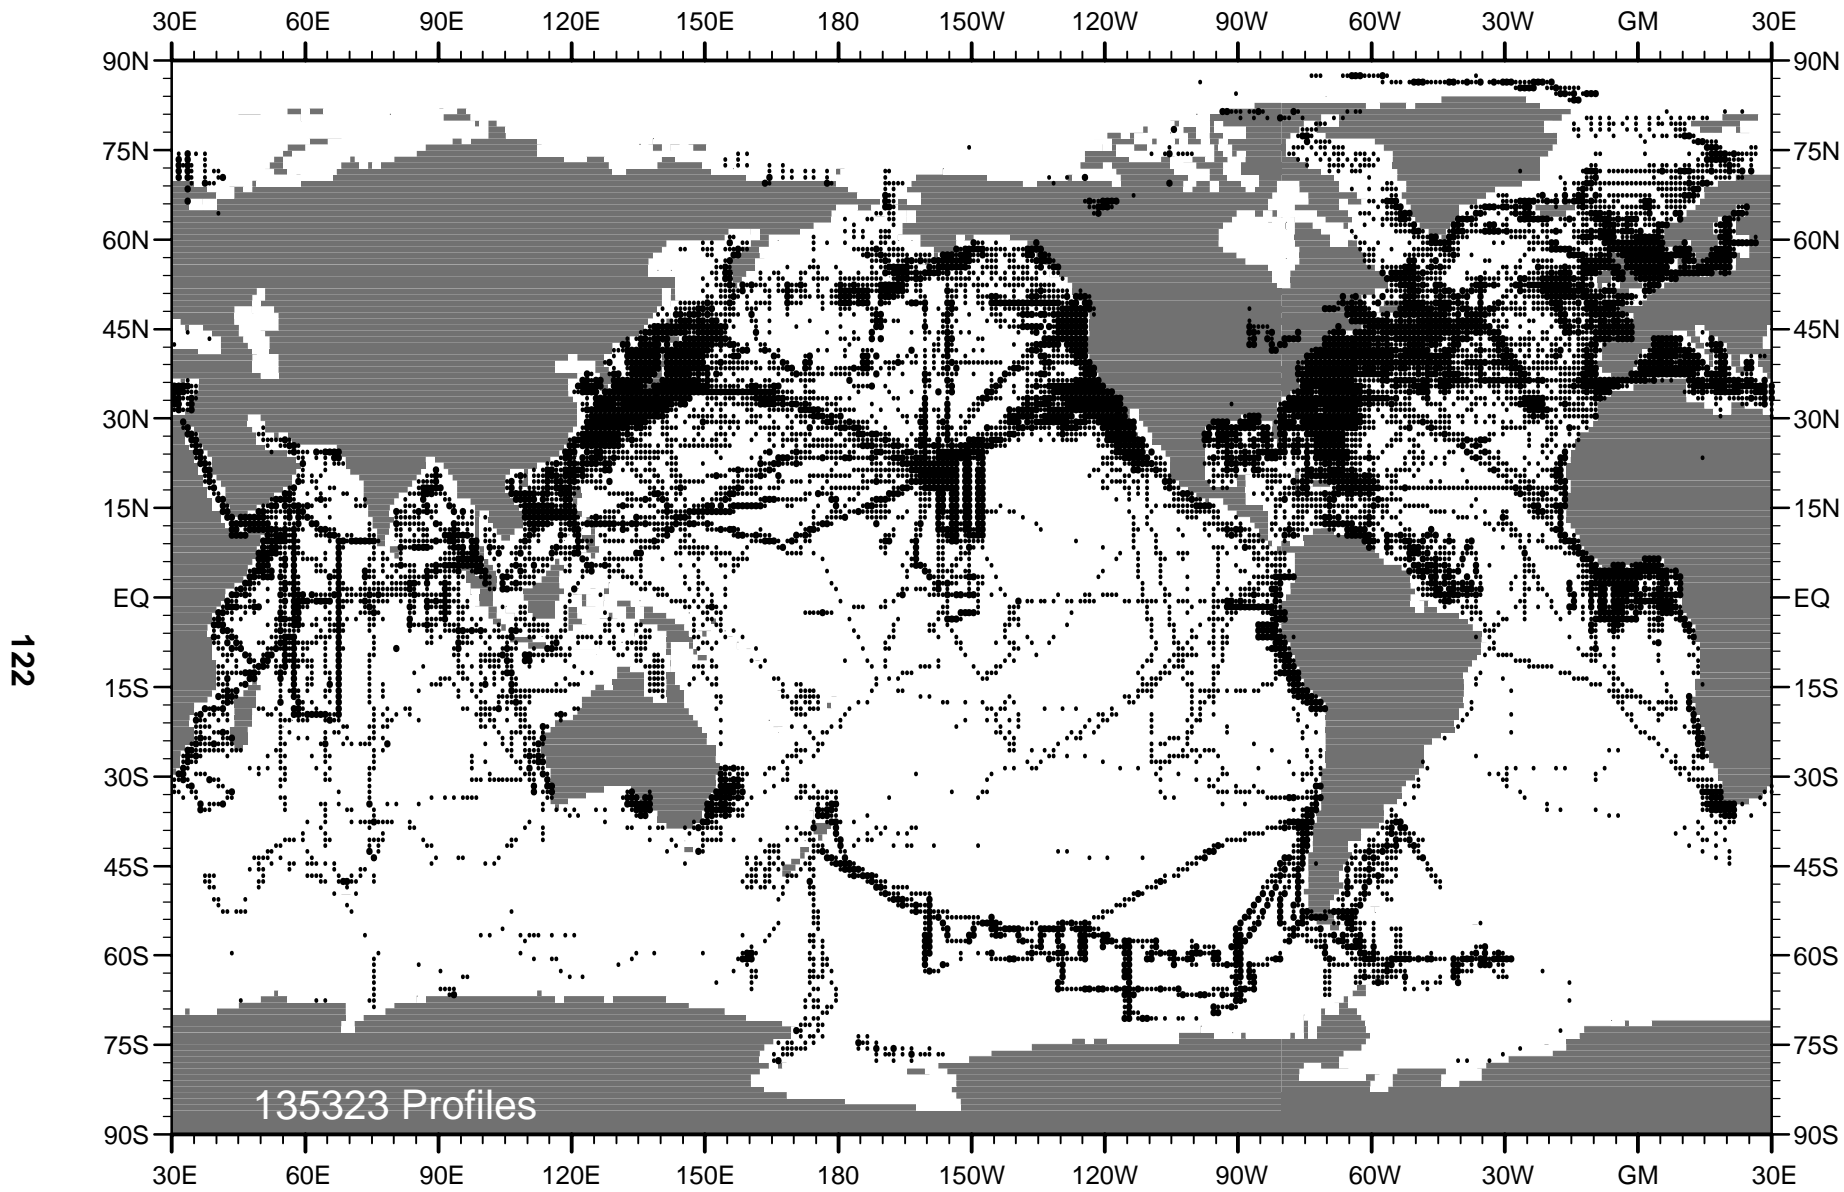 30E 60E 90E 120E 150E 180 150W 120W 90W 60W 30W GM 30E
90N 90N
75N 75N
60N 60N
45N 45N
30N 30N
15N 15N
EQ EQ
122
15S 15S
30S 30S
45S 45S
60S 60S
75S 75S
135323 Profiles
90S 90S
30E 60E 90E 120E 150E 180 150W 120W 90W 60W 30W GM 30E